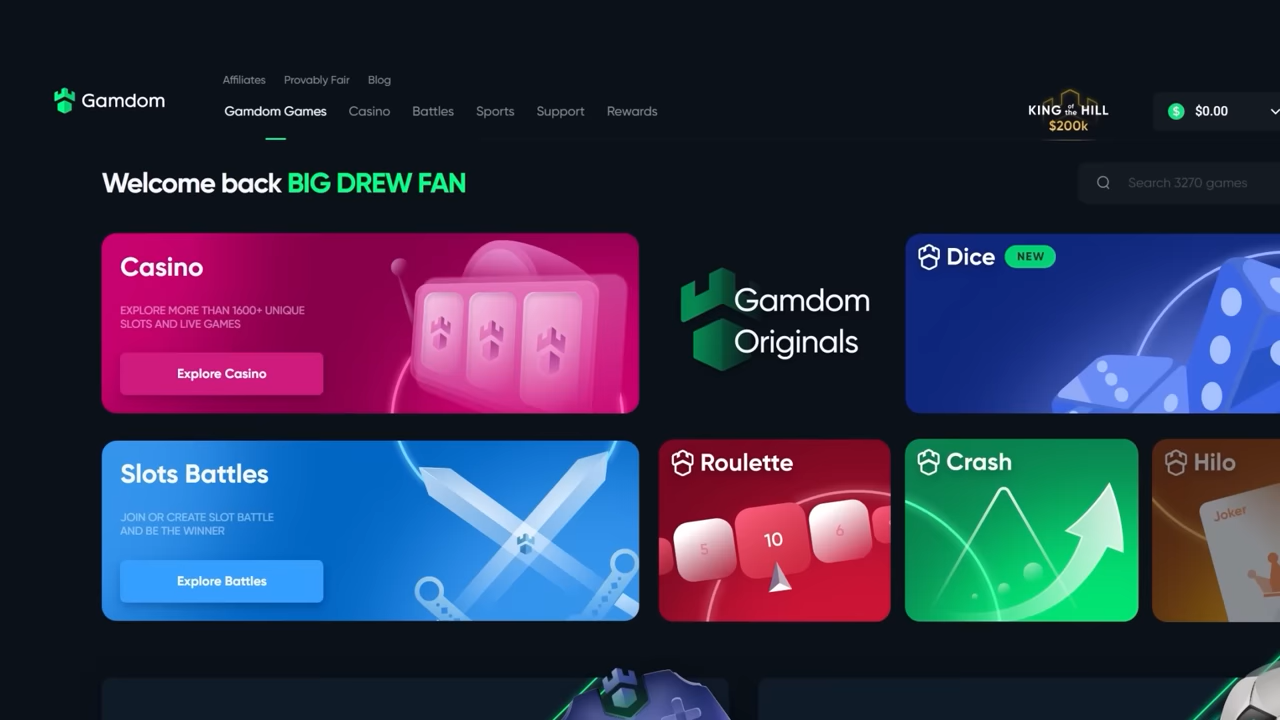 Affiliates Provably Fair Blog
Gamdom
Gamdom Games Casino Battles Sports Support Rewards
KING of the HILL
$200k
$ $0.00
Welcome back BIG DREW FAN
Search 3270 games
Casino
EXPLORE MORE THAN 1600+ UNIQUE
SLOTS AND LIVE GAMES
Explore Casino
Gamdom
Originals
Dice NEW
Slots Battles
JOIN OR CREATE SLOT BATTLE
AND BE THE WINNER
Explore Battles
Roulette
5 10 6
Crash
Hilo
Joker